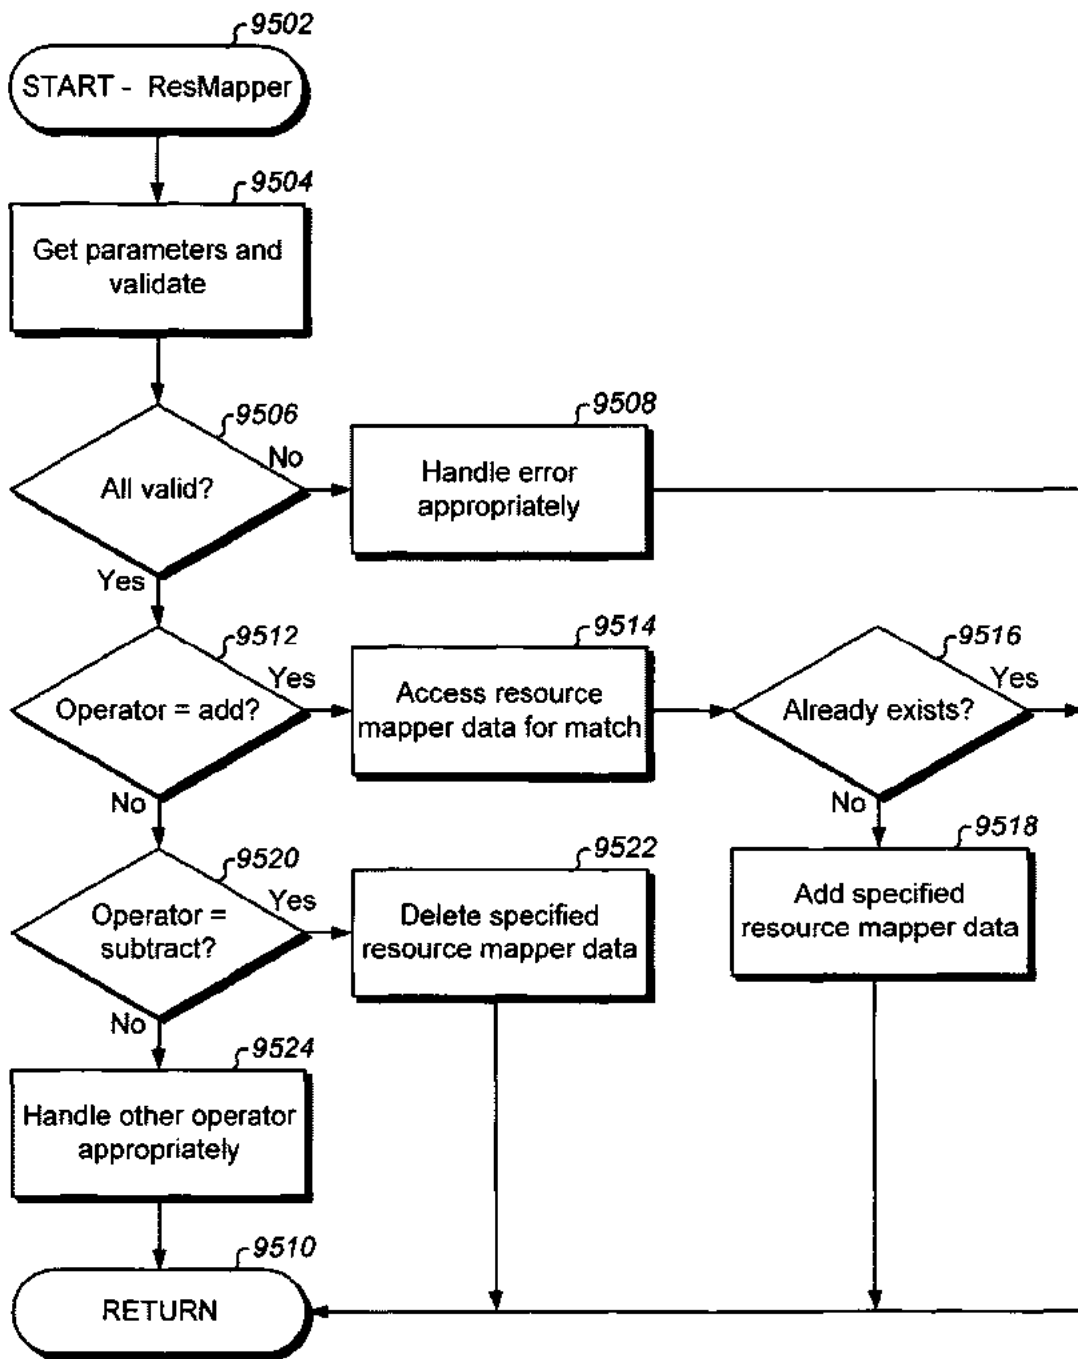 9502
START - ResMapper
9504
Get parameters and
validate
9506
All valid?
No
Yes
9508
Handle error
appropriately
9512
Operator = add?
Yes
No
9514
Access resource
mapper data for match
9516
Already exists?
Yes
No
9518
Add specified
resource mapper data
9520
Operator =
subtract?
Yes
No
9522
Delete specified
resource mapper data
9524
Handle other operator
appropriately
9510
RETURN